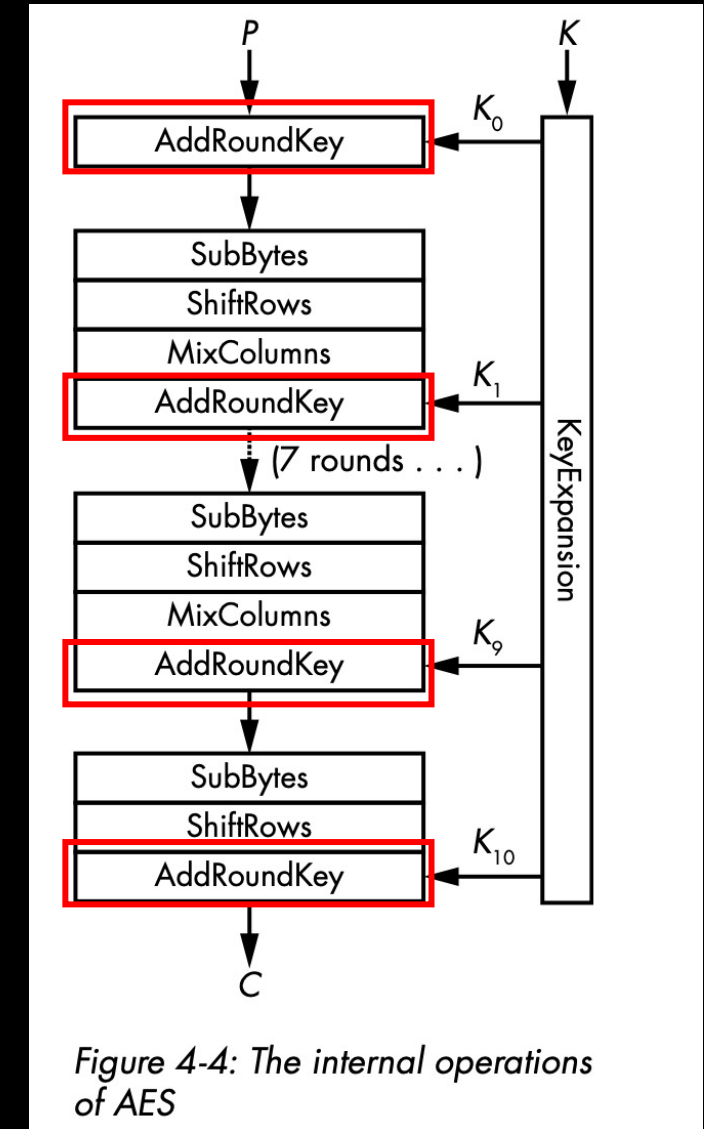 P
K
K0
AddRoundKey
SubBytes
ShiftRows
MixColumns
K1
AddRoundKey
(7 rounds . . . )
KeyExpansion
SubBytes
ShiftRows
MixColumns
K9
AddRoundKey
SubBytes
ShiftRows
K10
AddRoundKey
C
Figure 4-4: The internal operations
of AES